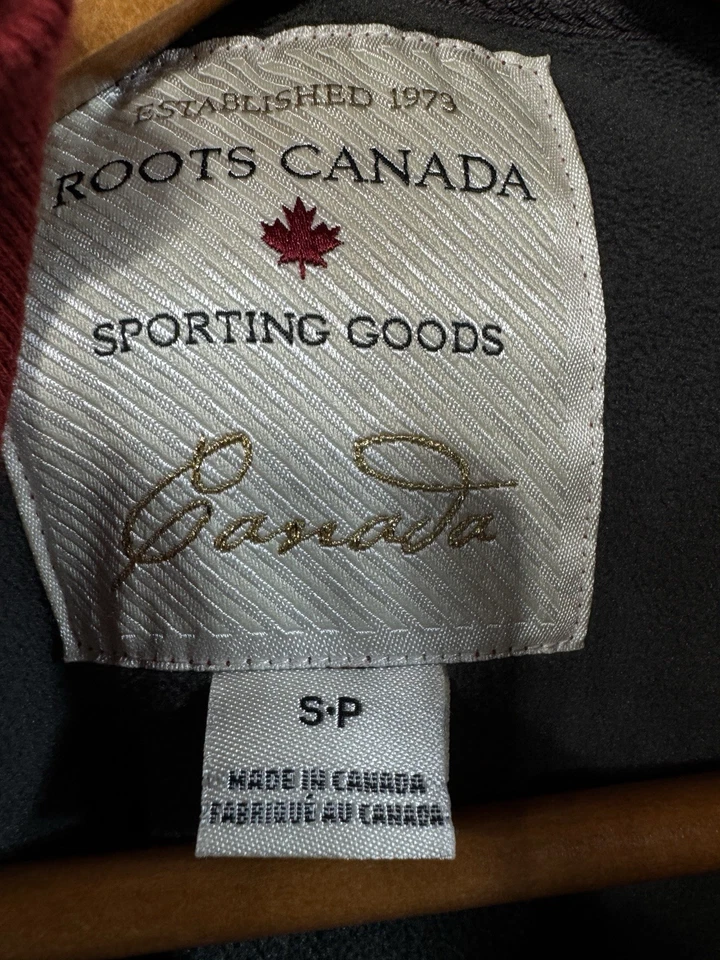 ESTABLISHED 1973
ROOTS CANADA
SPORTING GOODS
Canada
S·P
MADE IN CANADA
FABRIQUÉ AU CANADA